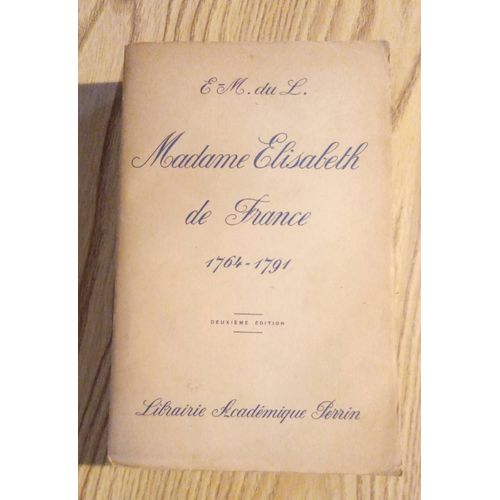 E-M. du L.
Madame Elisabeth
de France
1764-1791
DEUXIÈME ÉDITION
Librairie Académique Perrin